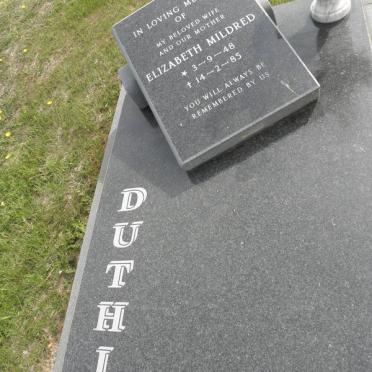 IN LOVING
OF
MY BELOVED WIFE
AND OUR MOTHER
ELIZABETH MILDRED
* 3-9-48
† 14-2-85
YOU WILL ALWAYS BE
REMEMBERED BY US
D
U
T
H
I